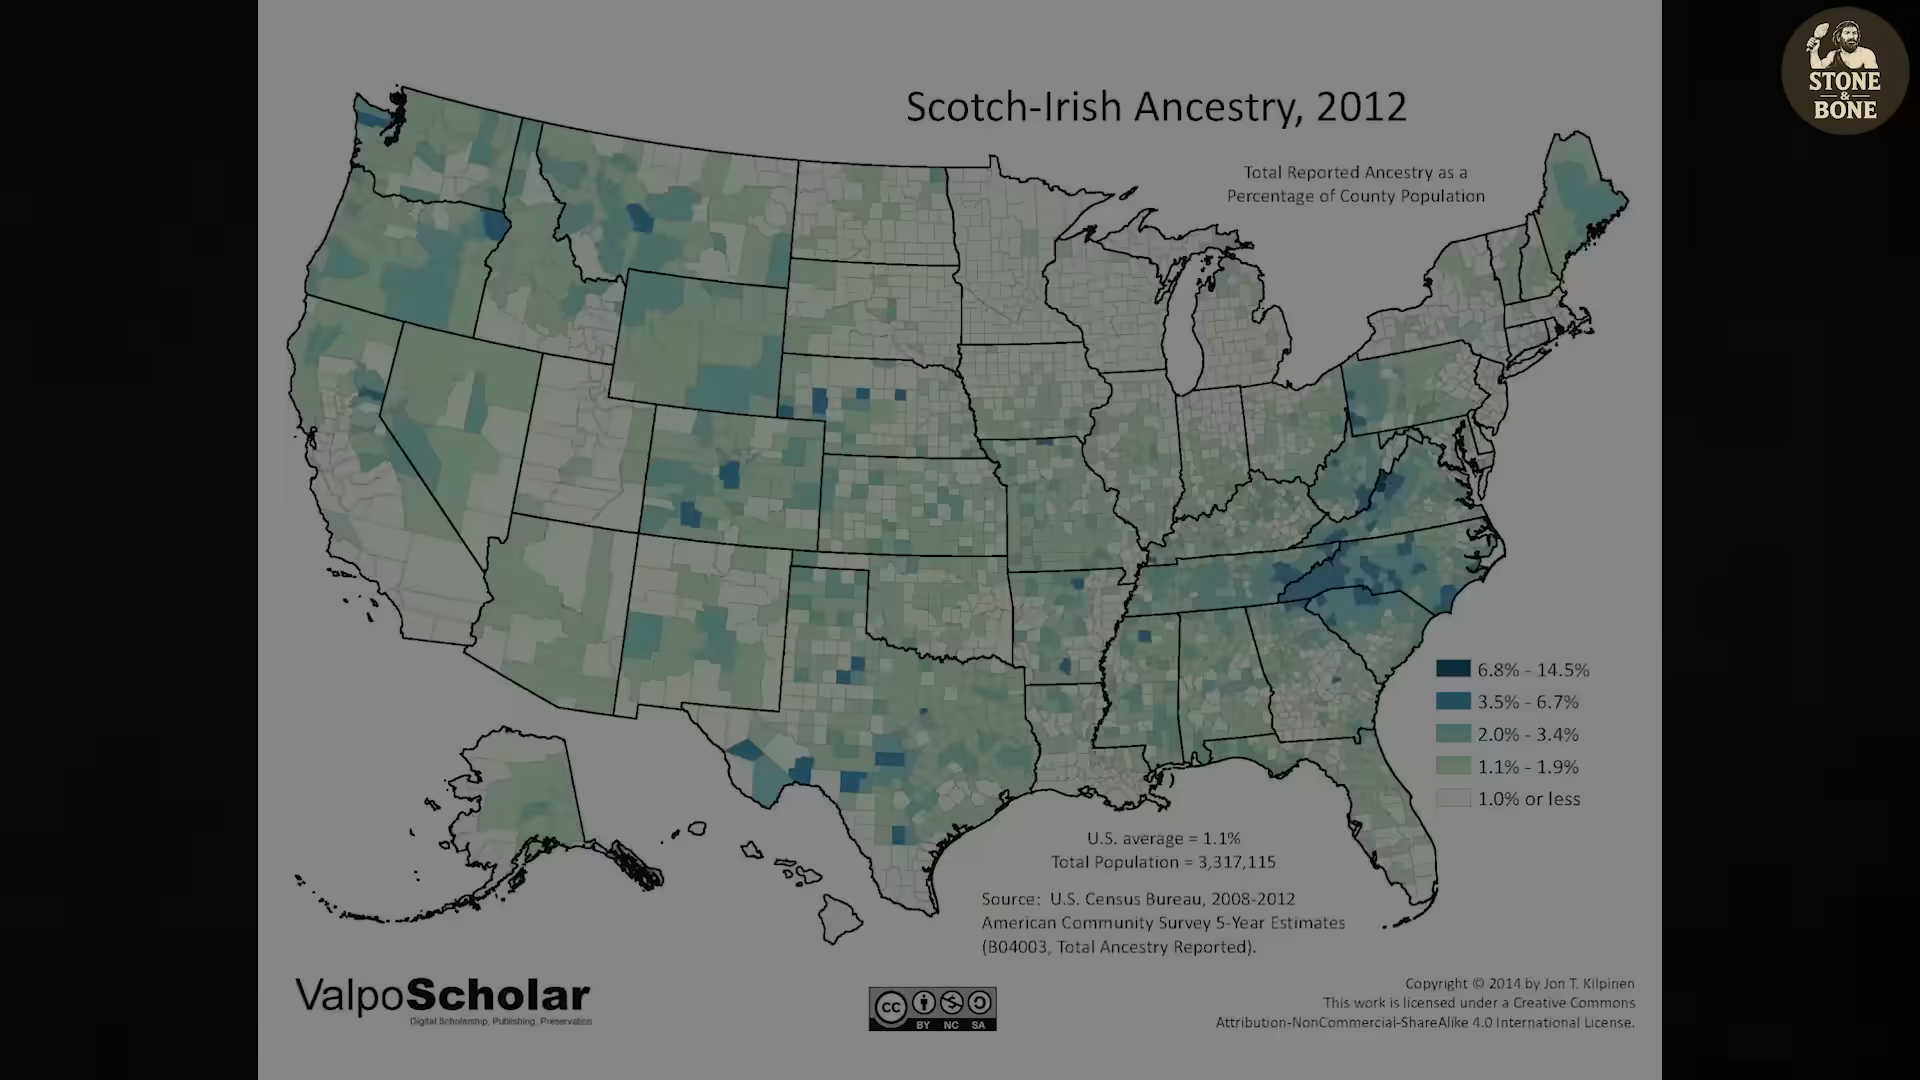 STONE
&
BONE
Scotch-Irish Ancestry, 2012
Total Reported Ancestry as a
Percentage of County Population
6.8% - 14.5%
3.5% - 6.7%
2.0% - 3.4%
1.1% - 1.9%
1.0% or less
U.S. average = 1.1%
Total Population = 3,317,115
Source: U.S. Census Bureau, 2008-2012
American Community Survey 5-Year Estimates
(B04003, Total Ancestry Reported).
ValpoScholar
Digital Scholarship, Publishing, Preservation
CC
BY NC SA
Copyright © 2014 by Jon T. Kilpinen
This work is licensed under a Creative Commons
Attribution-NonCommercial-ShareAlike 4.0 International License.